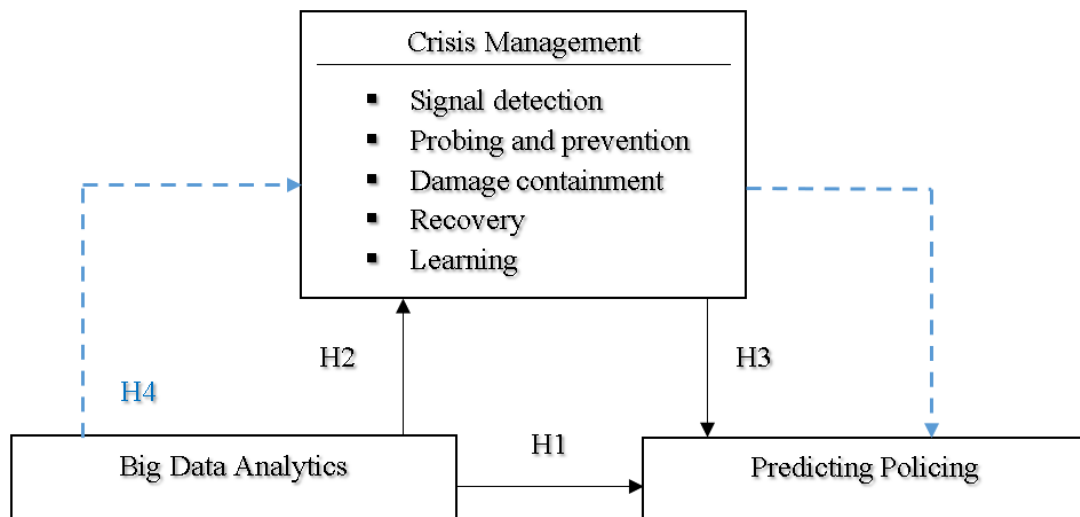 Crisis Management
▪ Signal detection
▪ Probing and prevention
▪ Damage containment
▪ Recovery
▪ Learning
H2
H3
H4
H1
Big Data Analytics
Predicting Policing